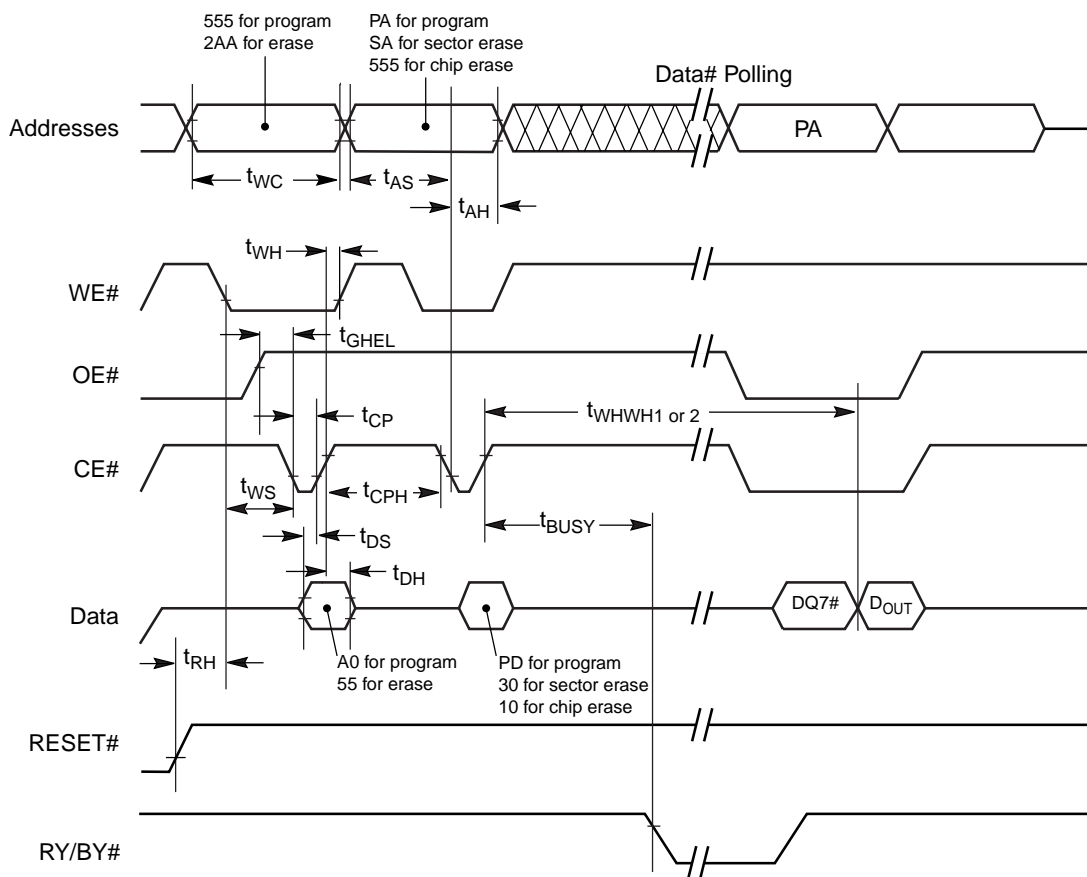 555 for program
2AA for erase
PA for program
SA for sector erase
555 for chip erase
Data# Polling
Addresses
PA
tWC
tAS
tAH
tWH
WE#
tGHEL
OE#
tWHWH1 or 2
tCP
CE#
tWS
tCPH
tBUSY
tDS
tDH
Data
DQ7#
DOUT
tRH
A0 for program
55 for erase
PD for program
30 for sector erase
10 for chip erase
RESET#
RY/BY#